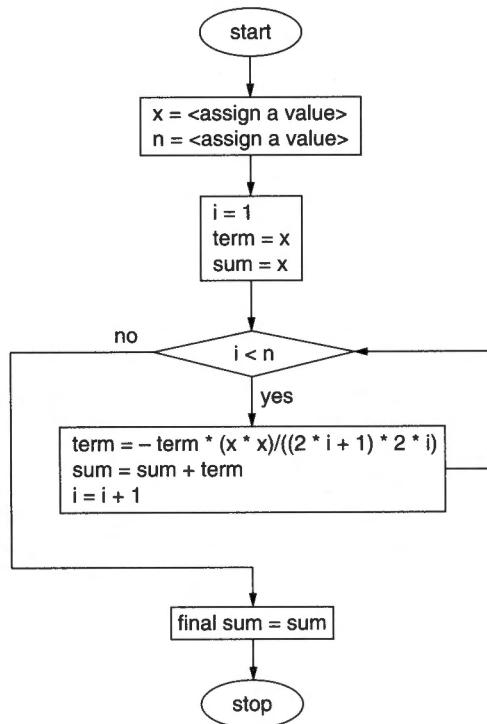 start
x = <assign a value>
n = <assign a value>
i = 1
term = x
sum = x
no
i < n
yes
term = – term * (x * x)/((2 * i + 1) * 2 * i)
sum = sum + term
i = i + 1
final sum = sum
stop